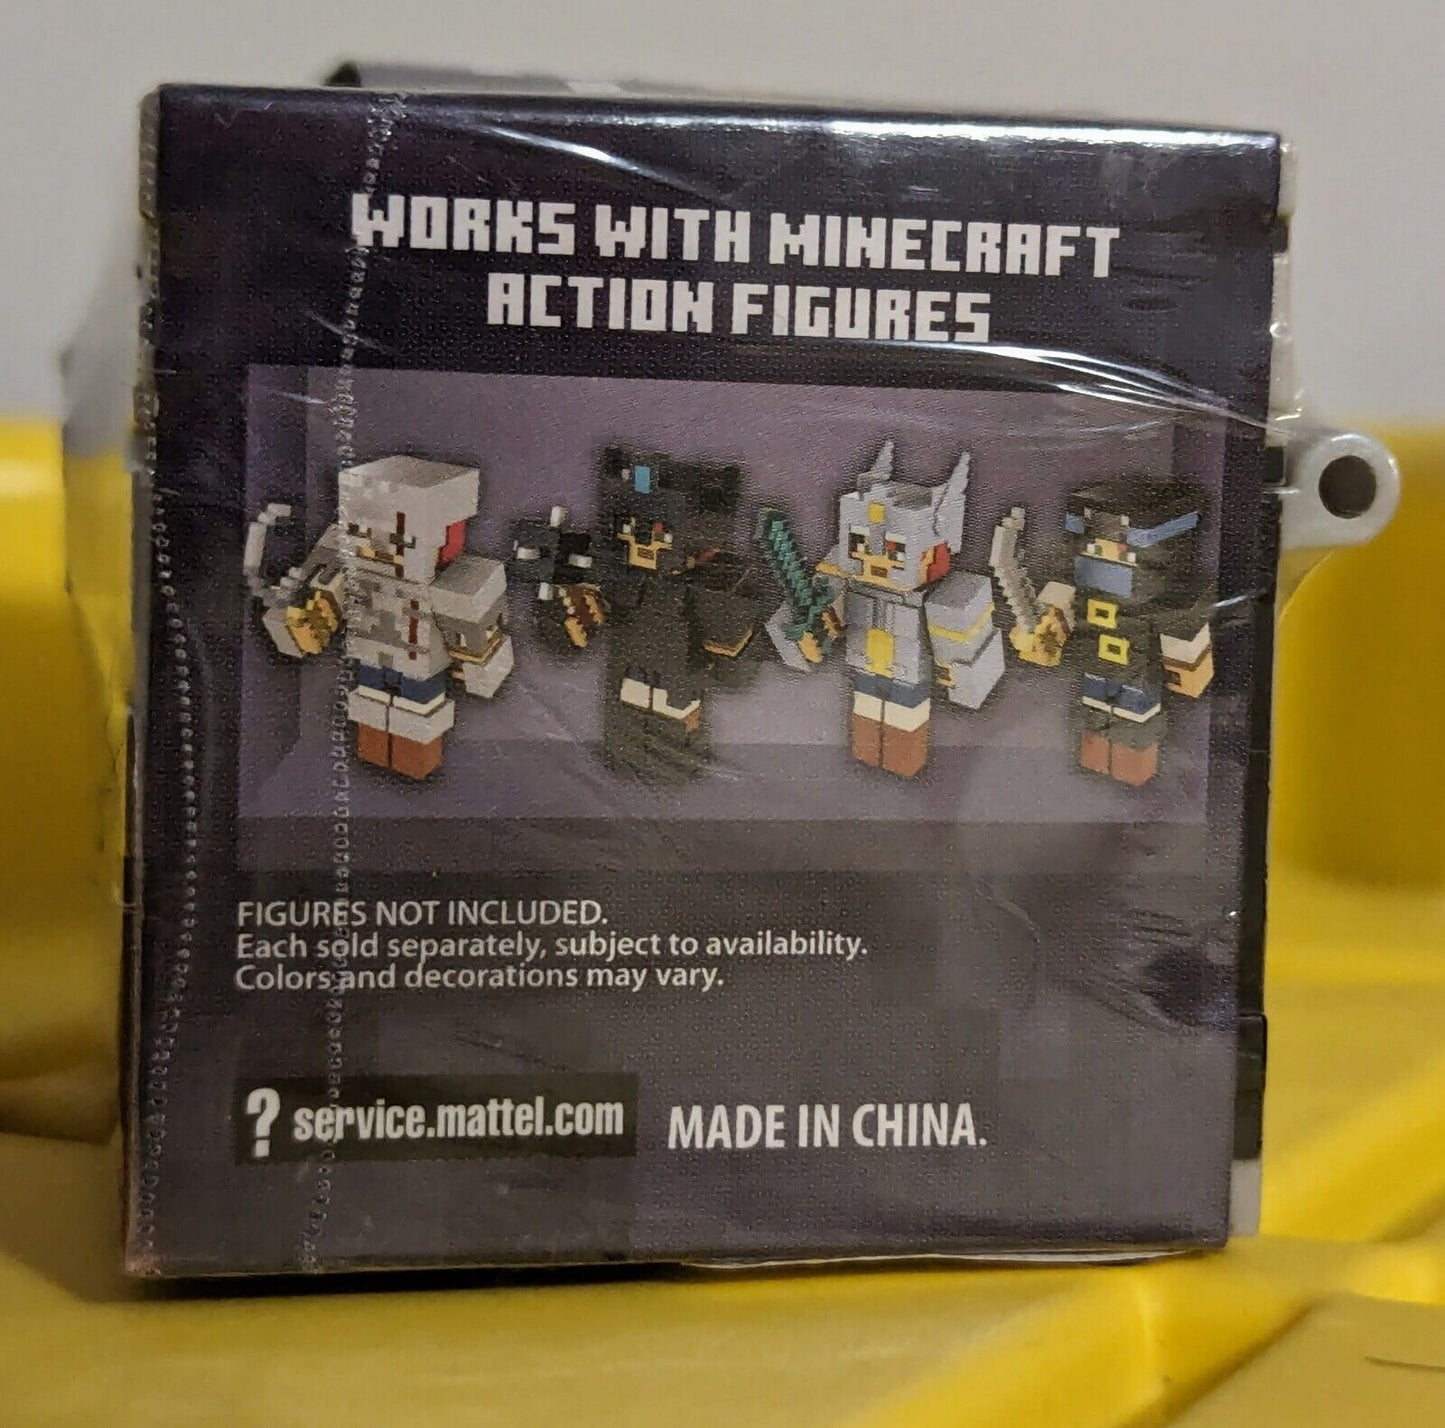 WORKS WITH MINECRAFT
ACTION FIGURES
FIGURES NOT INCLUDED.
Each sold separately, subject to availability.
Colors and decorations may vary.
? service.mattel.com
MADE IN CHINA.